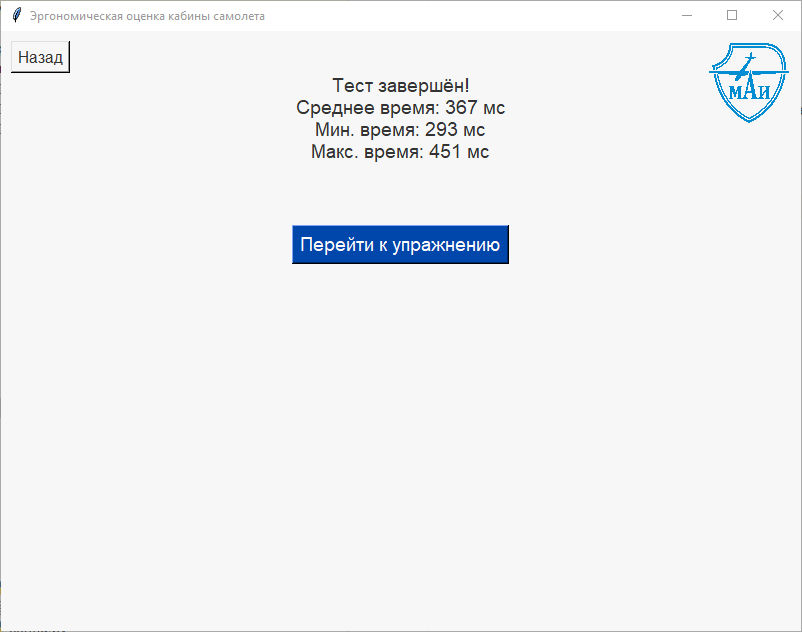 Эргономическая оценка кабины самолета
Назад
МАИ
Тест завершён!
Среднее время: 367 мс
Мин. время: 293 мс
Макс. время: 451 мс
Перейти к упражнению